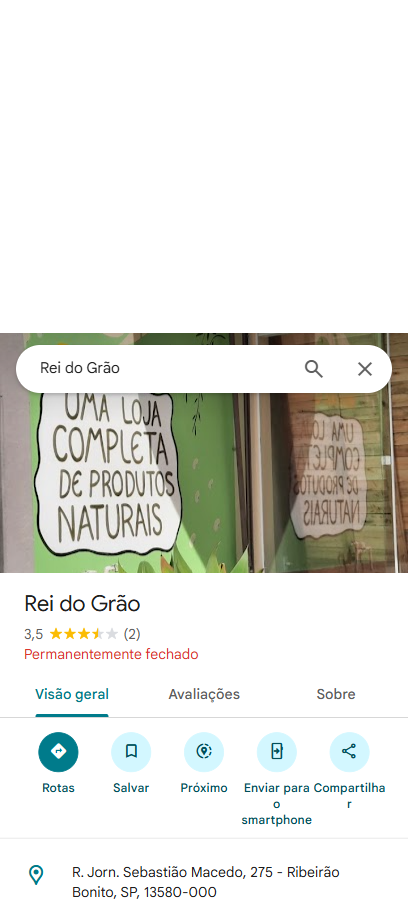 Rei do Grão
UMA LOJA
COMPLETA
DE PRODUTOS
NATURAIS
UMA LO
COMPLETA
DE PRODUTOS
NATURAIS
Rei do Grão
3,5 (2)
Permanentemente fechado
Visão geral Avaliações Sobre
Rotas Salvar Próximo Enviar para o smartphone Compartilhar
R. Jorn. Sebastião Macedo, 275 - Ribeirão
Bonito, SP, 13580-000